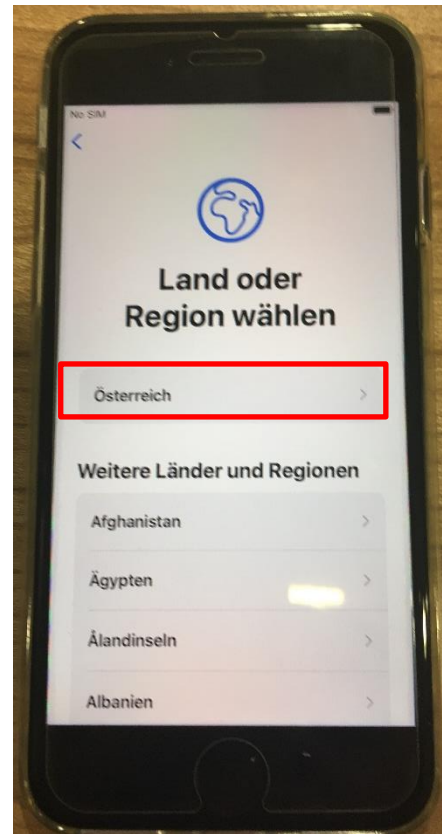 No SIM
Land oder
Region wählen
Österreich
Weitere Länder und Regionen
Afghanistan
Ägypten
Ålandinseln
Albanien